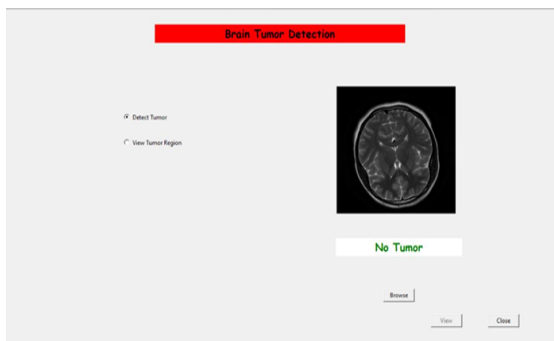 Brain Tumor Detection
Detect Tumor
View Tumor Region
No Tumor
Browse
View
Close